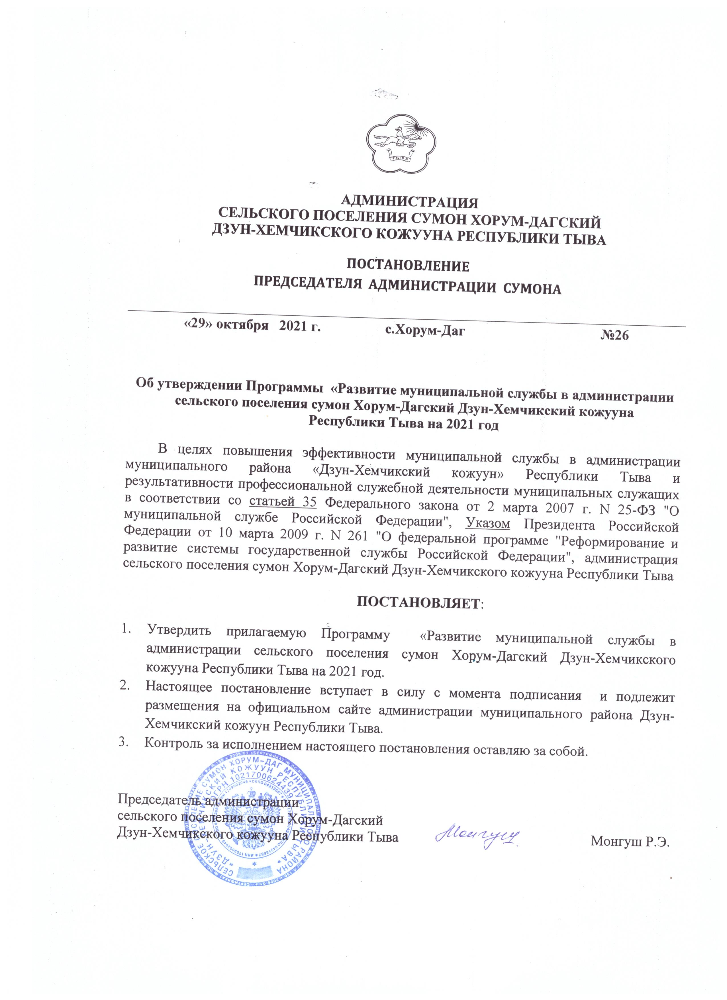 ТЫВА
АДМИНИСТРАЦИЯ
СЕЛЬСКОГО ПОСЕЛЕНИЯ СУМОН ХОРУМ-ДАГСКИЙ
ДЗУН-ХЕМЧИКСКОГО КОЖУУНА РЕСПУБЛИКИ ТЫВА
ПОСТАНОВЛЕНИЕ
ПРЕДСЕДАТЕЛЯ АДМИНИСТРАЦИИ СУМОНА
«29» октября 2021 г. с.Хорум-Даг №26
Об утверждении Программы «Развитие муниципальной службы в администрации
сельского поселения сумон Хорум-Дагский Дзун-Хемчикский кожууна
Республики Тыва на 2021 год
В целях повышения эффективности муниципальной службы в администрации
муниципального района «Дзун-Хемчикский кожуун» Республики Тыва и
результативности профессиональной служебной деятельности муниципальных служащих
в соответствии со статьей 35 Федерального закона от 2 марта 2007 г. N 25-ФЗ "О
муниципальной службе Российской Федерации", Указом Президента Российской
Федерации от 10 марта 2009 г. N 261 "О федеральной программе "Реформирование и
развитие системы государственной службы Российской Федерации", администрация
сельского поселения сумон Хорум-Дагский Дзун-Хемчикского кожууна Республики Тыва
ПОСТАНОВЛЯЕТ:
1. Утвердить прилагаемую Программу «Развитие муниципальной службы в
администрации сельского поселения сумон Хорум-Дагский Дзун-Хемчикского
кожууна Республики Тыва на 2021 год.
2. Настоящее постановление вступает в силу с момента подписания и подлежит
размещения на официальном сайте администрации муниципального района Дзун-
Хемчикский кожуун Республики Тыва.
3. Контроль за исполнением настоящего постановления оставляю за собой.
Председатель администрации
сельского поселения сумон Хорум-Дагский
Дзун-Хемчикского кожууна Республики Тыва Монгуш Монгуш Р.Э.
СЕЛЬСКОЕ ПОСЕЛЕНИЕ СУМОН ХОРУМ-ДАГ МУНИЦИПАЛЬНОГО РАЙОНА
«ДЗУН-ХЕМЧИКСКИЙ КОЖУУН РЕСПУБЛИКИ ТЫВА»
ОГРН 1021700624439
ИНН 1709002049 * ОКПО 04313687